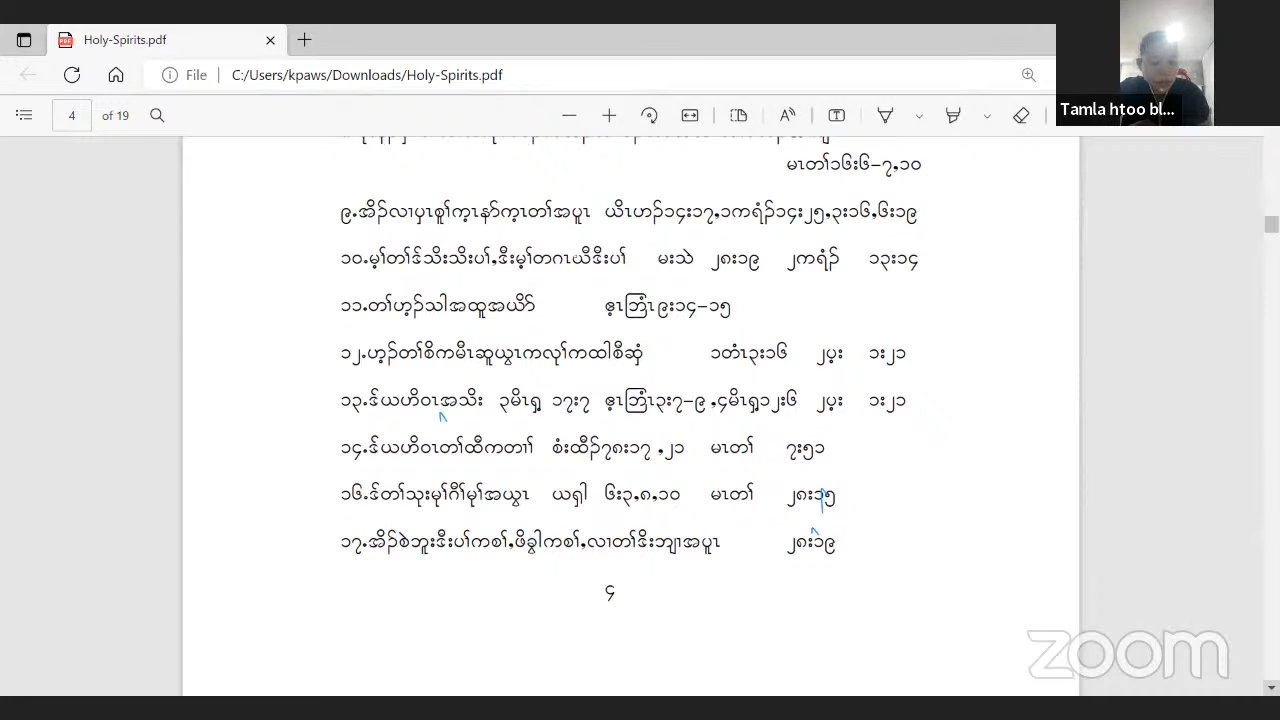 Holy-Spirits.pdf
File C:/Users/kpaws/Downloads/Holy-Spirits.pdf
Tamla htoo bl...
4 of 19
မၤတၢ်၁၆း၆–၇,၁၀
၉.အိၣ်လၢပှၤစူၢ်က့ၤနာ်က့ၤတၢ်အပူၤ ယိၤဟၣ်၁၄း၁၇,၁ကရံၣ်၁၄း၂၅,၃း၁၆,၆း၁၉
၁၀.မ့ၢ်တၢ်ဒ်သိးသိးပၢ်,ဒီးမ့ၢ်တဂၤဃီဒီးပၢ် မးသဲ ၂၈း၁၉ ၂ကရံၣ် ၁၃း၁၄
၁၁.တၢ်ဟ့ၣ်သါအထူအယိာ် ဧ့ၤဘြံၤ၉း၁၄–၁၅
၁၂.ဟ့ၣ်တၢ်စိကမီၤဆူယွၤကလုၢ်ကထါစီဆှံ ၁တံၤ၃း၁၆ ၂ပ့း ၁း၂၁
၁၃.ဒ်ယဟိဝၤအသိး ၃မိၤရှ့ ၁၇း၇ ဧ့ၤဘြံၤ၃း၇–၉ ,၄မိၤရှ့၁၂း၆ ၂ပ့း ၁း၂၁
၁၄.ဒ်ယဟိဝၤတၢ်ထီကတၢၢ် စံးထီၣ်၇၈း၁၇ ,၂၁ မၤတၢ် ၇း၅၁
၁၆.ဒ်တၢ်သုးမုၢ်ဂီၢ်မုၢ်အယွၤ ယရှါ ၆း၃,၈,၁၀ မၤတၢ် ၂၈း၁၅
၁၇.အိၣ်စဲဘူးဒီးပၢ်ကစၢ်,ဖိခွါကစၢ်,လၢတၢ်ဒိးဘျၢအပူၤ ၂၈း၁၉
၄
zoom